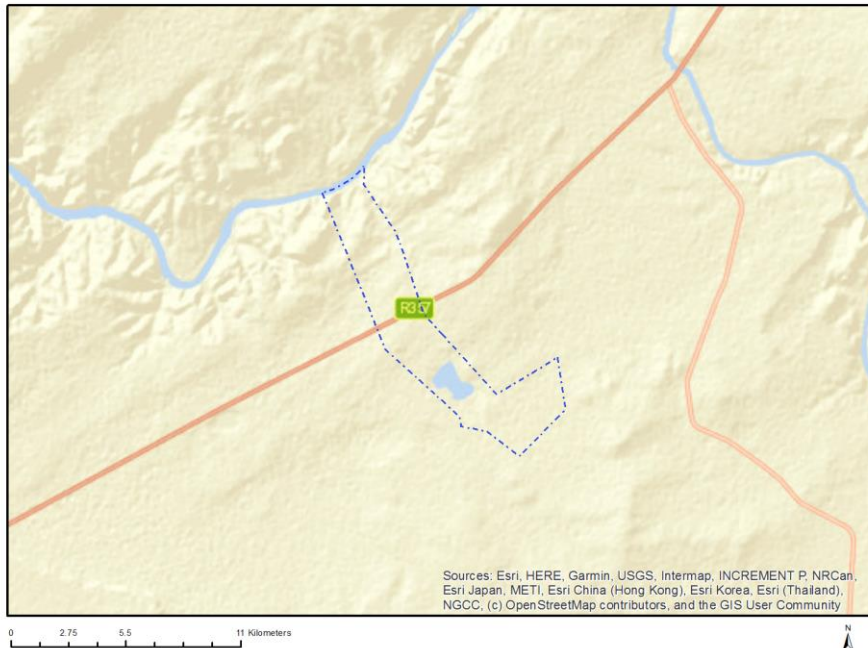 R357
Sources: Esri, HERE, Garmin, USGS, Intermap, INCREMENT P, NRCan,
Esri Japan, METI, Esri China (Hong Kong), Esri Korea, Esri (Thailand),
NGCC, (c) OpenStreetMap contributors, and the GIS User Community
0 2.75 5.5 11 Kilometers
N